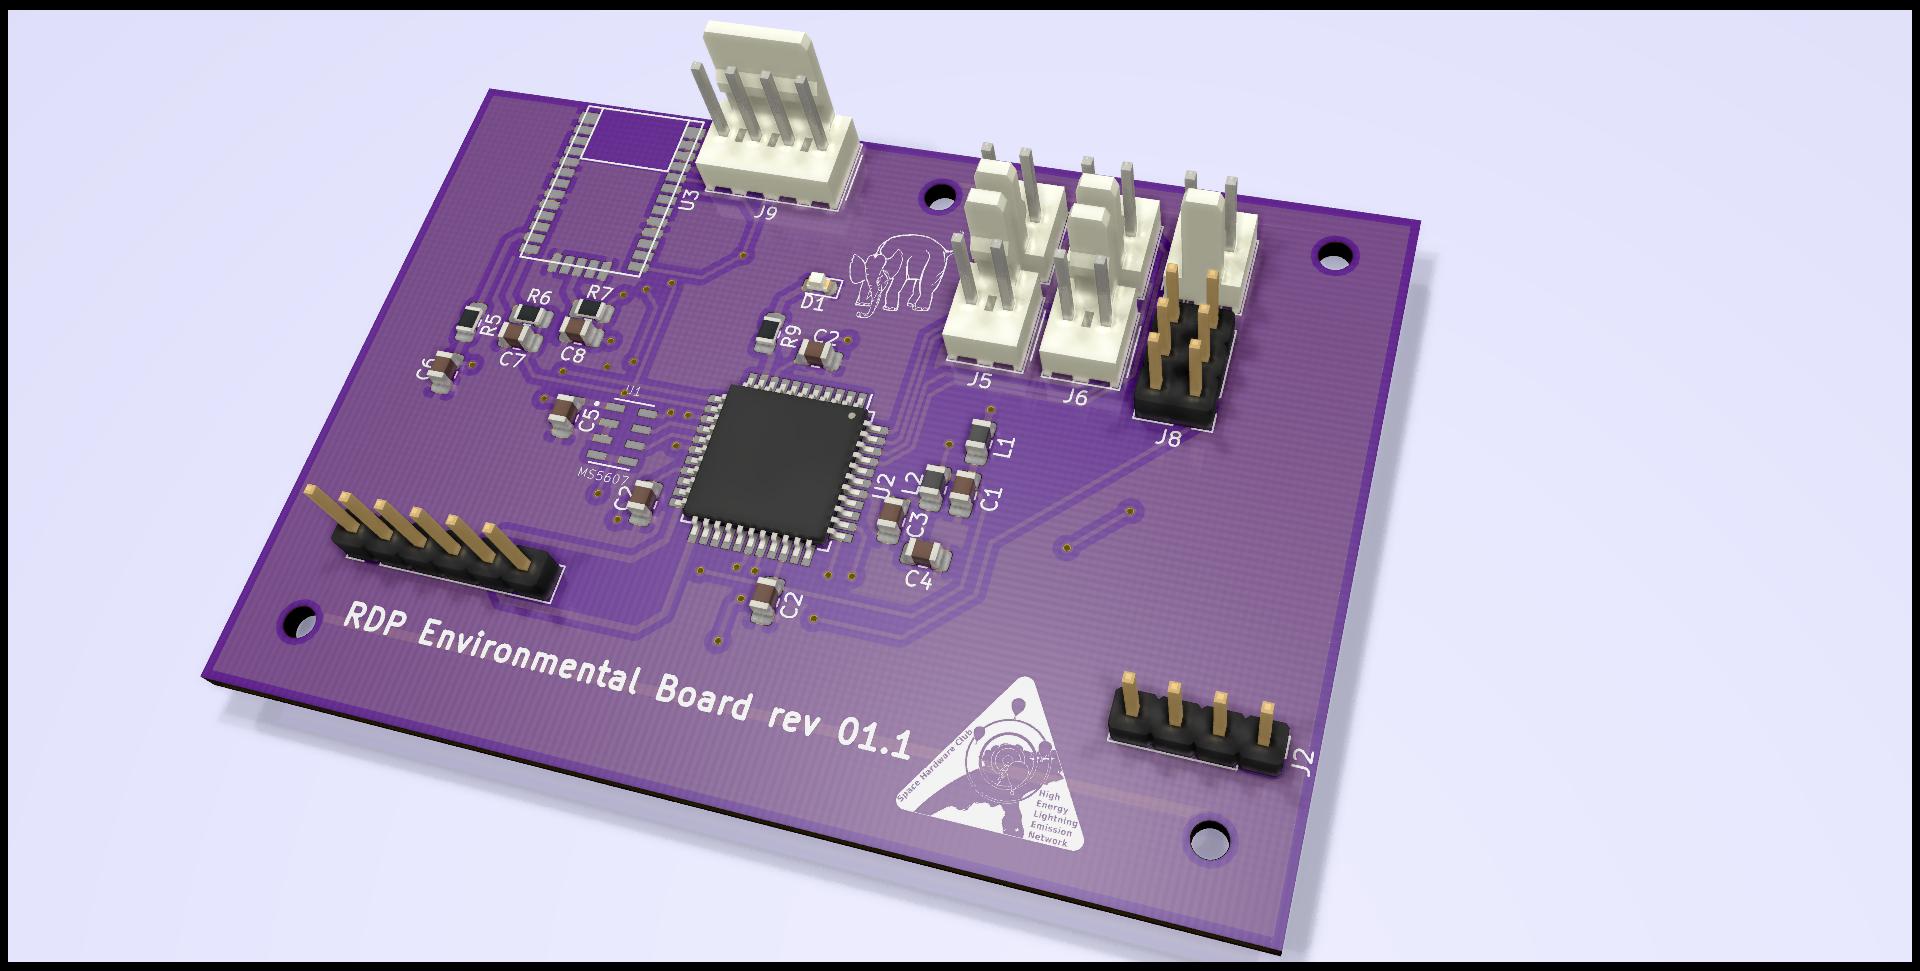 U3
J9
R6
R7
D1
R5
R9
C2
C7
C8
C6
J5
J6
J8
U1
C5
MS5607
C2
L1
L2
U2
C1
C3
C4
C2
RDP Environmental Board rev 01.1
Space Hardware Club
High
Energy
Lightning
Emission
Network
J2